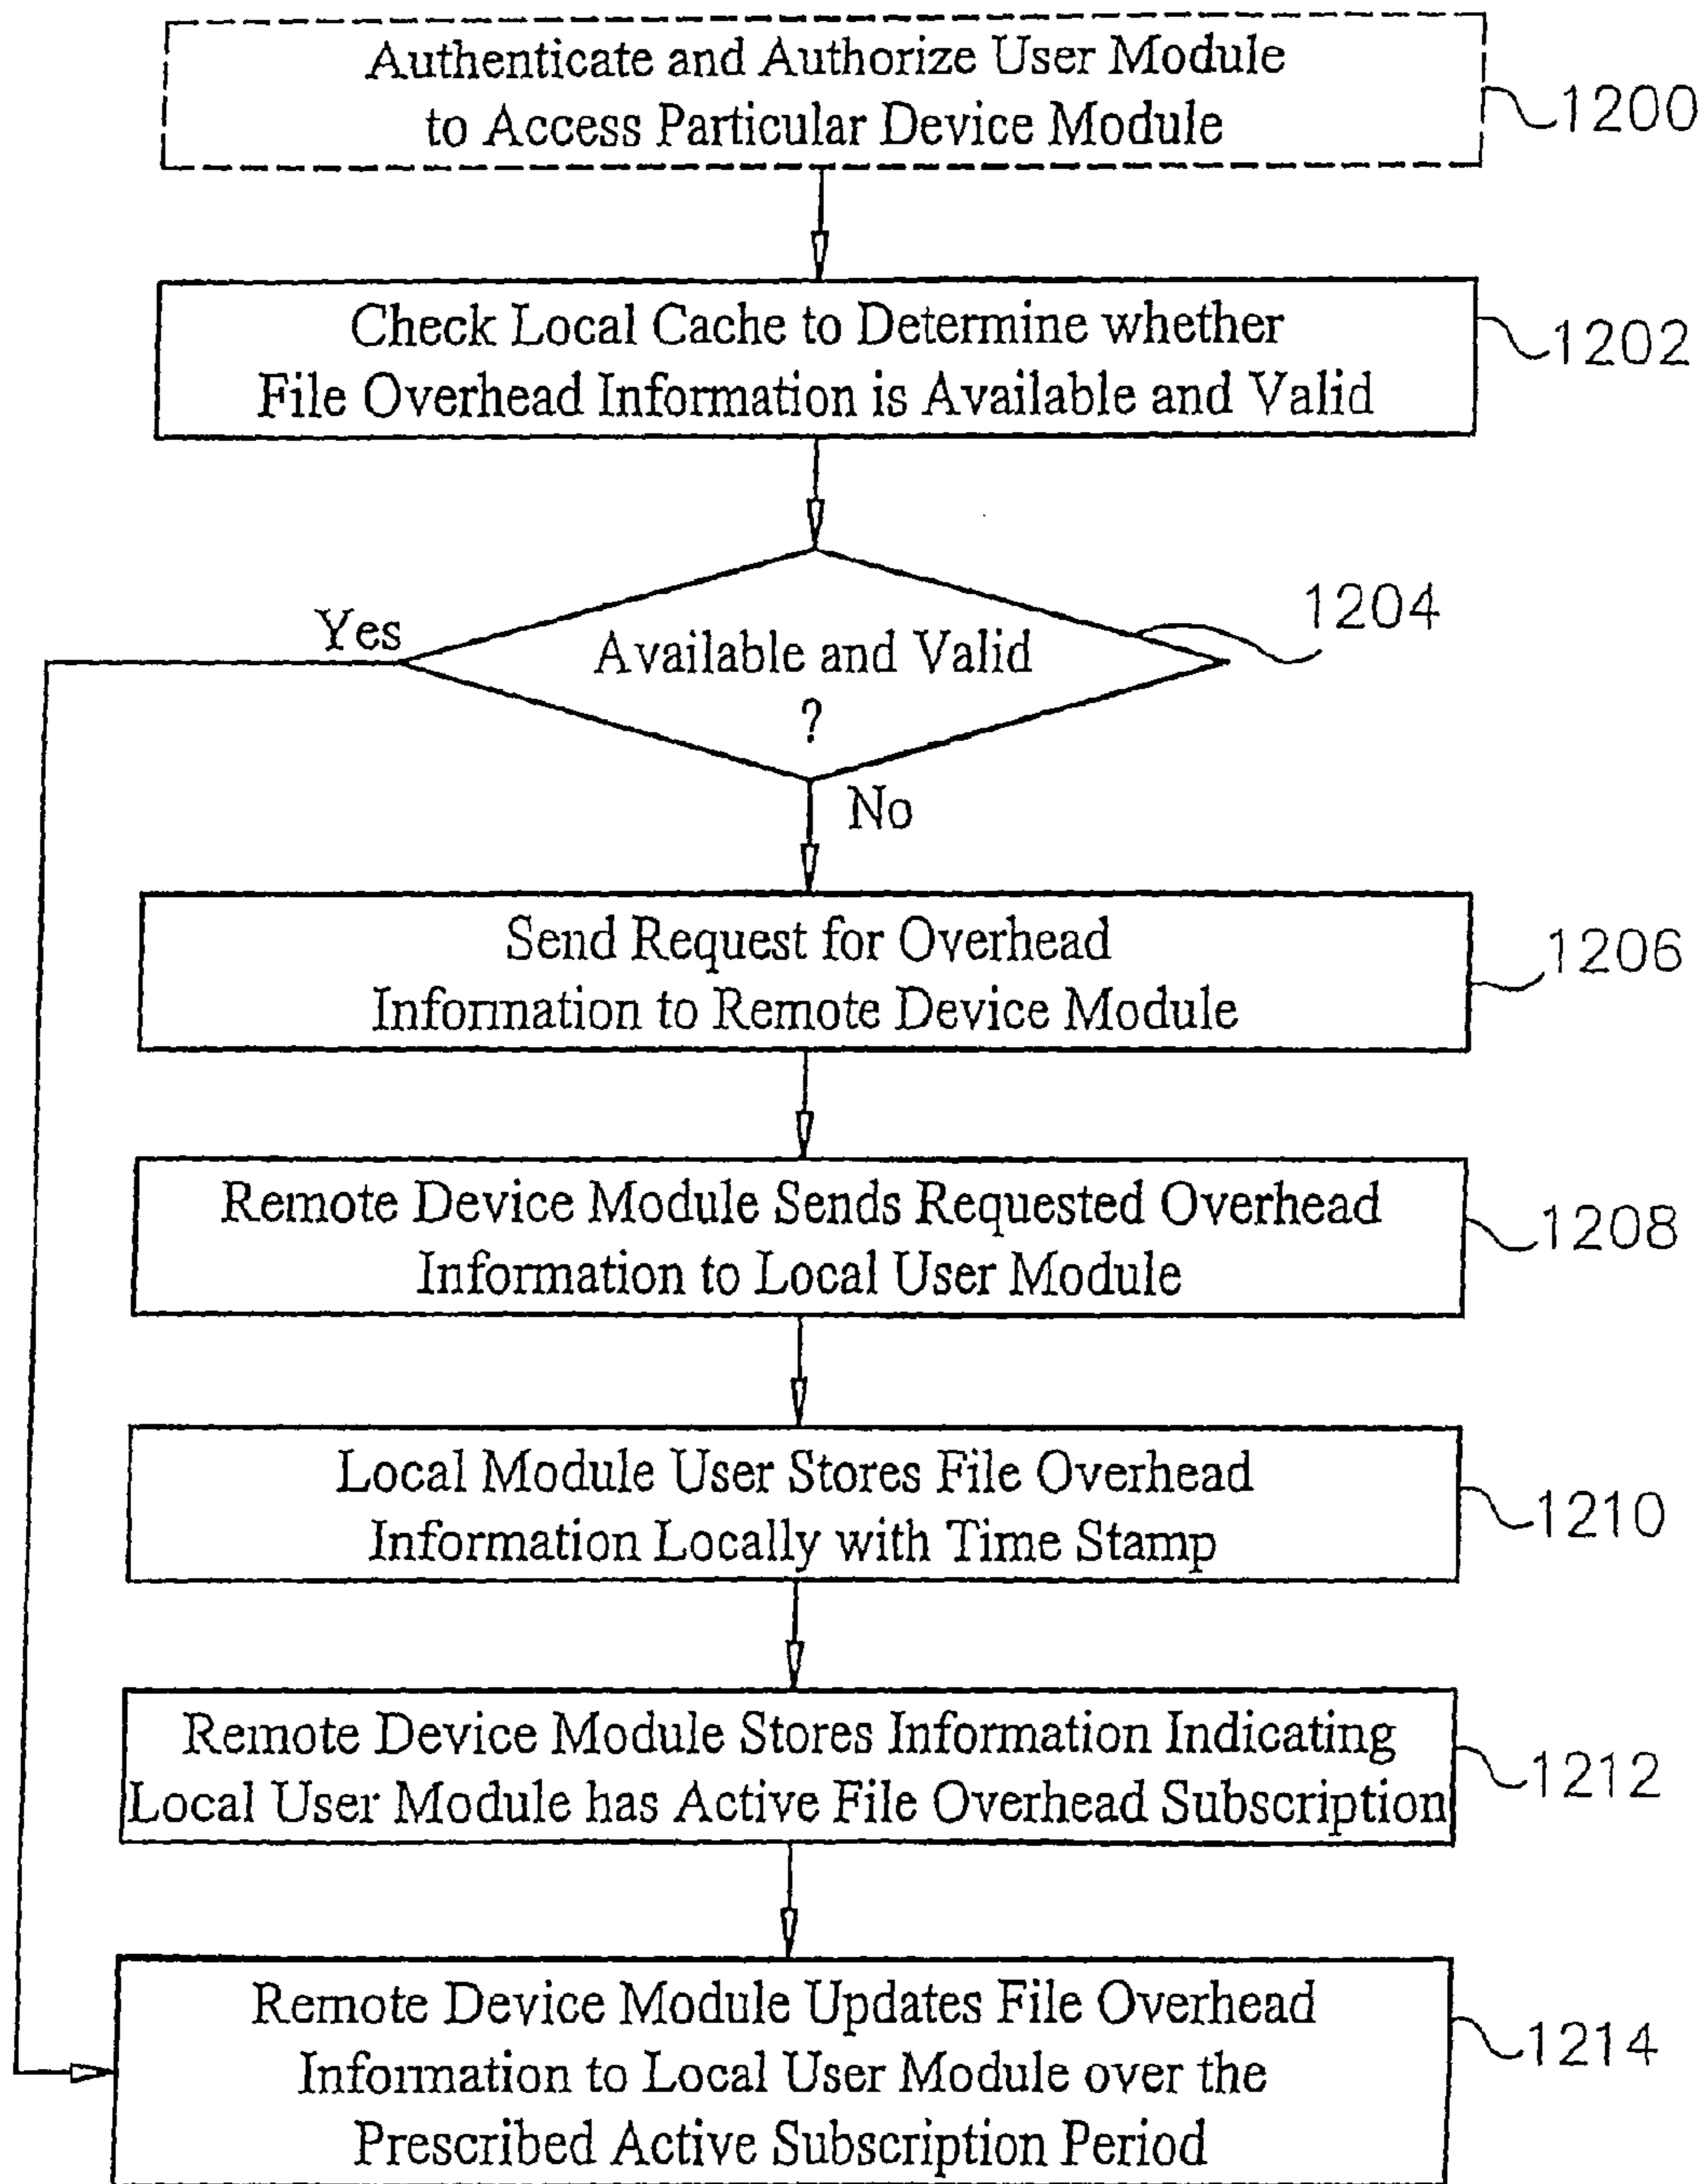 Authenticate and Authorize User Module
to Access Particular Device Module
1200
Check Local Cache to Determine whether
File Overhead Information is Available and Valid
1202
Yes
Available and Valid
?
1204
No
Send Request for Overhead
Information to Remote Device Module
1206
Remote Device Module Sends Requested Overhead
Information to Local User Module
1208
Local Module User Stores File Overhead
Information Locally with Time Stamp
1210
Remote Device Module Stores Information Indicating
Local User Module has Active File Overhead Subscription
1212
Remote Device Module Updates File Overhead
Information to Local User Module over the
Prescribed Active Subscription Period
1214